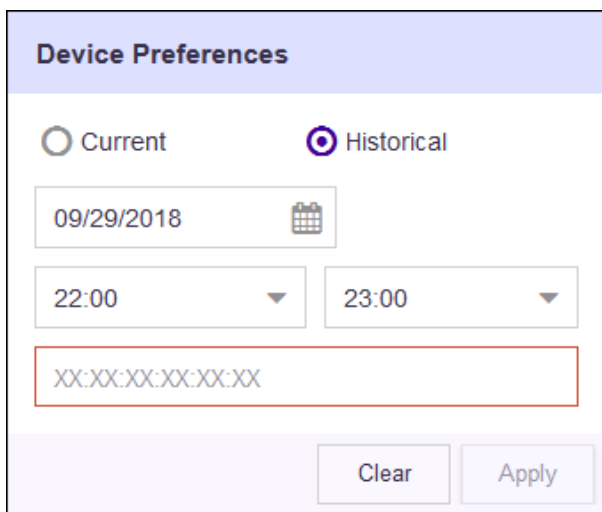 Device Preferences
Current Historical
09/29/2018
22:00 23:00
XX:XX:XX:XX:XX:XX
Clear Apply